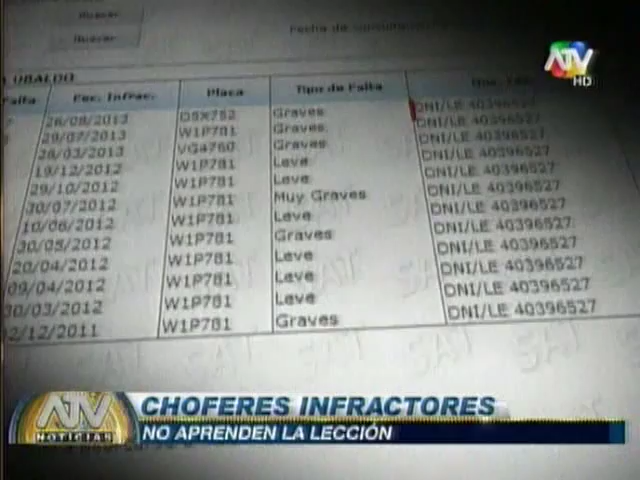 Buscar
Buscar
Fecha de
ATV
HD
UBALDO
Falta Fec. Infrac. Placa Tipo de Falta
26/08/2013 DSX752 Graves DNI/LE 40396527
29/07/2013 W1P781 Graves DNI/LE 40396527
28/03/2013 VG4760 Graves DNI/LE 40396527
19/12/2012 W1P781 Leve DNI/LE 40396527
29/10/2012 W1P781 Leve DNI/LE 40396527
30/07/2012 W1P781 Muy Graves DNI/LE 40396527
10/06/2012 W1P781 Leve DNI/LE 40396527
30/05/2012 W1P781 Graves DNI/LE 40396527
20/04/2012 W1P781 Leve DNI/LE 40396527
09/04/2012 W1P781 Leve DNI/LE 40396527
30/03/2012 W1P781 Leve DNI/LE 40396527
02/12/2011 W1P781 Graves DNI/LE 40396527
ATV
NOTICIAS
CHOFERES INFRACTORES
NO APRENDEN LA LECCIÓN